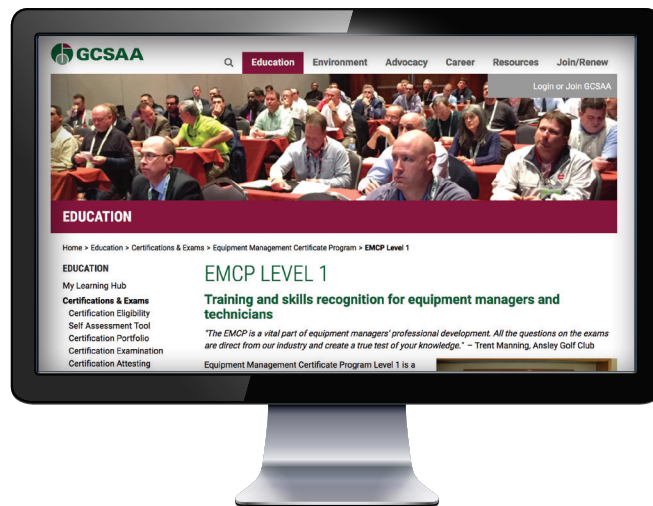 GCSAA
Education Environment Advocacy Career Resources Join/Renew
Login or Join GCSAA
EDUCATION
Home > Education > Certifications & Exams > Equipment Management Certificate Program > EMCP Level 1
EDUCATION
My Learning Hub
Certifications & Exams
Certification Eligibility
Self Assessment Tool
Certification Portfolio
Certification Examination
Certification Attesting
EMCP LEVEL 1
Training and skills recognition for equipment managers and
technicians
"The EMCP is a vital part of equipment managers' professional development. All the questions on the exams
are direct from our industry and create a true test of your knowledge." – Trent Manning, Ansley Golf Club
Equipment Management Certificate Program Level 1 is a